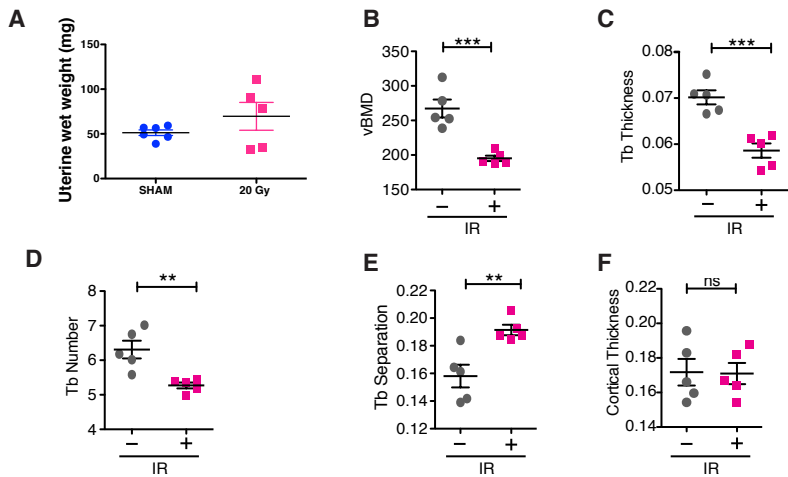 A
Uterine wet weight (mg)
150
100
50
0
SHAM
20 Gy
B
***
vBMD
350
300
250
200
150
− +
IR
C
***
Tb Thickness
0.08
0.07
0.06
0.05
− +
IR
D
**
Tb Number
8
7
6
5
4
− +
IR
E
**
Tb Separation
0.22
0.20
0.18
0.16
0.14
0.12
− +
IR
F
ns
Cortical Thickness
0.22
0.20
0.18
0.16
0.14
− +
IR